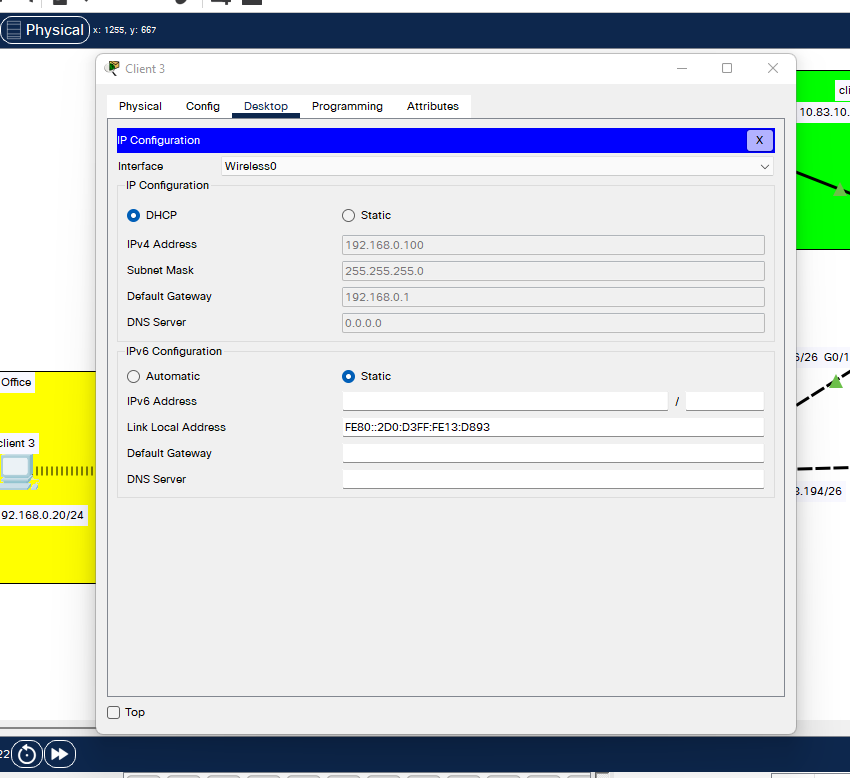 Physical x: 1255, y: 667
Client 3
Physical Config Desktop Programming Attributes
IP Configuration X
Interface Wireless0
IP Configuration
DHCP Static
IPv4 Address 192.168.0.100
Subnet Mask 255.255.255.0
Default Gateway 192.168.0.1
DNS Server 0.0.0.0
IPv6 Configuration
Automatic Static
IPv6 Address /
Link Local Address FE80::2D0:D3FF:FE13:D893
Default Gateway
DNS Server
Top
Office
client 3
92.168.0.20/24
cli
10.83.10.
6/26 G0/1
3.194/26
22